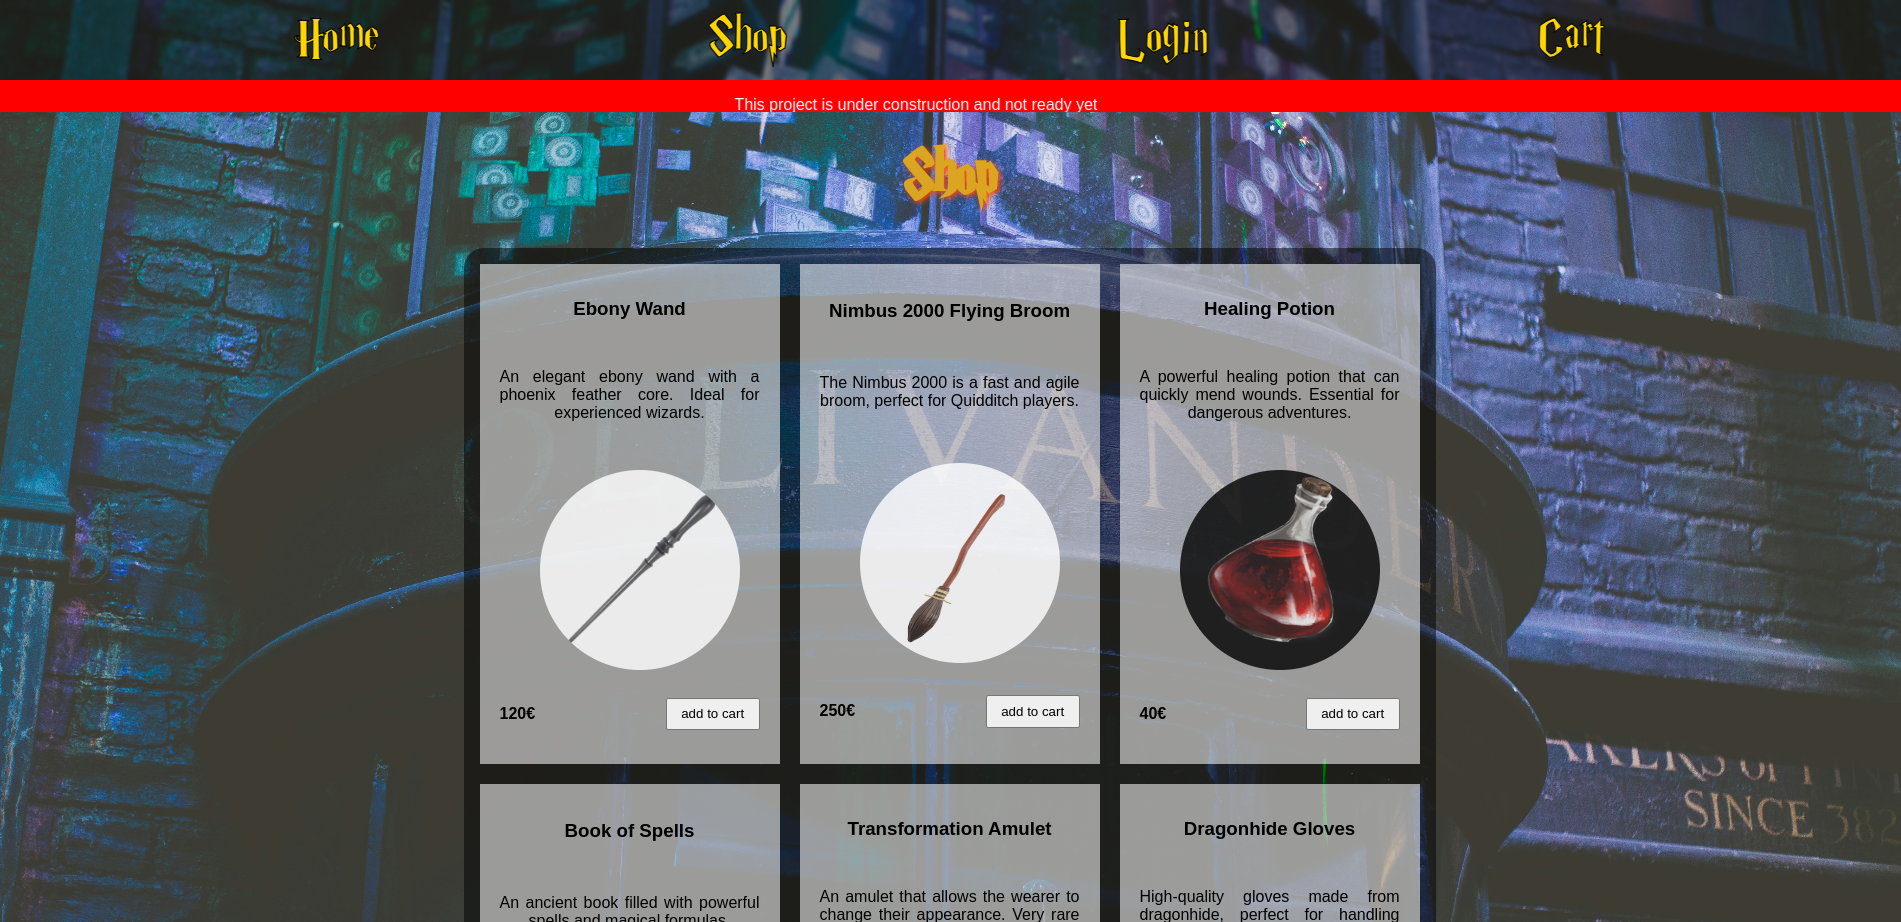 Home Shop Login Cart
This project is under construction and not ready yet
Shop
Ebony Wand
An elegant ebony wand with a
phoenix feather core. Ideal for
experienced wizards.
120€ add to cart
Nimbus 2000 Flying Broom
The Nimbus 2000 is a fast and agile
broom, perfect for Quidditch players.
250€ add to cart
Healing Potion
A powerful healing potion that can
quickly mend wounds. Essential for
dangerous adventures.
40€ add to cart
OLLIVANDER
SINCE 382
Book of Spells
An ancient book filled with powerful
spells and magical formulas.
Transformation Amulet
An amulet that allows the wearer to
change their appearance. Very rare
Dragonhide Gloves
High-quality gloves made from
dragonhide, perfect for handling